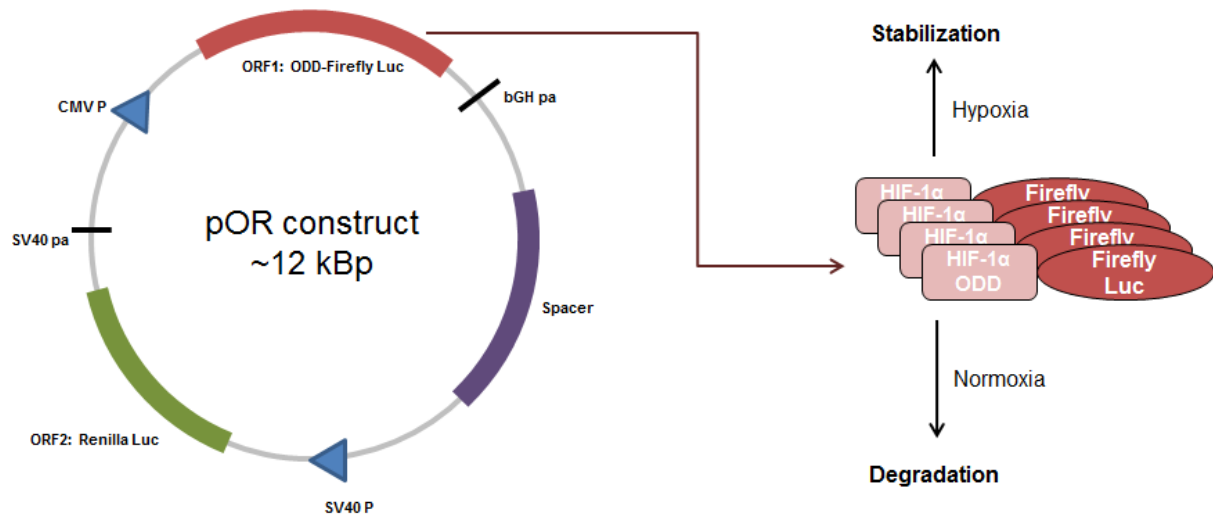 ORF1: ODD-Firefly Luc
CMV P
bGH pa
pOR construct
~12 kBp
SV40 pa
Spacer
ORF2: Renilla Luc
SV40 P
Stabilization
Hypoxia
HIF-1α
Firefly
HIF-1α
Firefly
HIF-1α
Firefly
HIF-1α
ODD
Firefly
Luc
Normoxia
Degradation